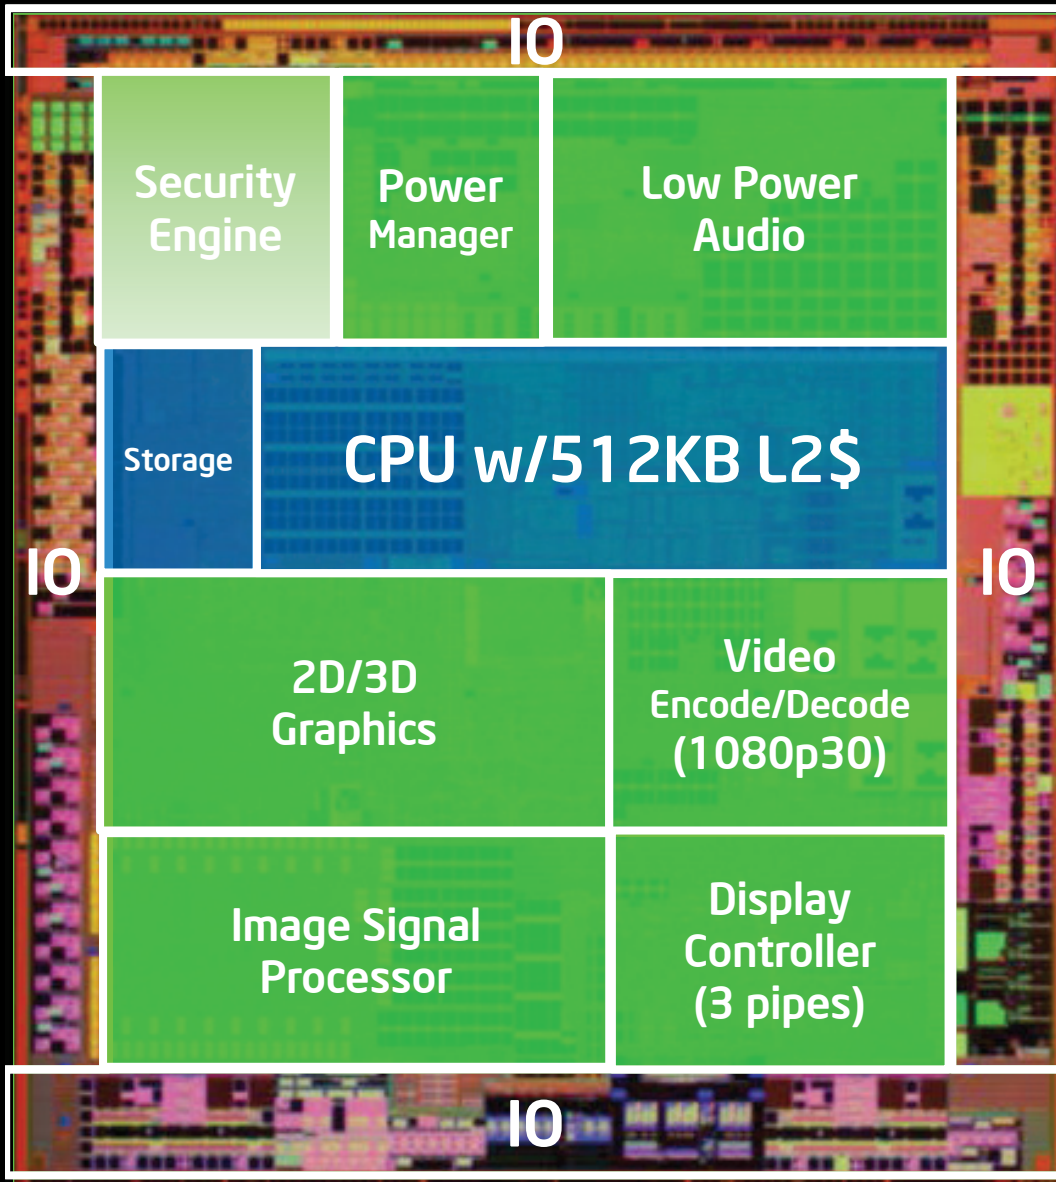 IO
Security
Engine
Power
Manager
Low Power
Audio
Storage
CPU w/512KB L2$
IO
IO
2D/3D
Graphics
Video
Encode/Decode
(1080p30)
Image Signal
Processor
Display
Controller
(3 pipes)
IO